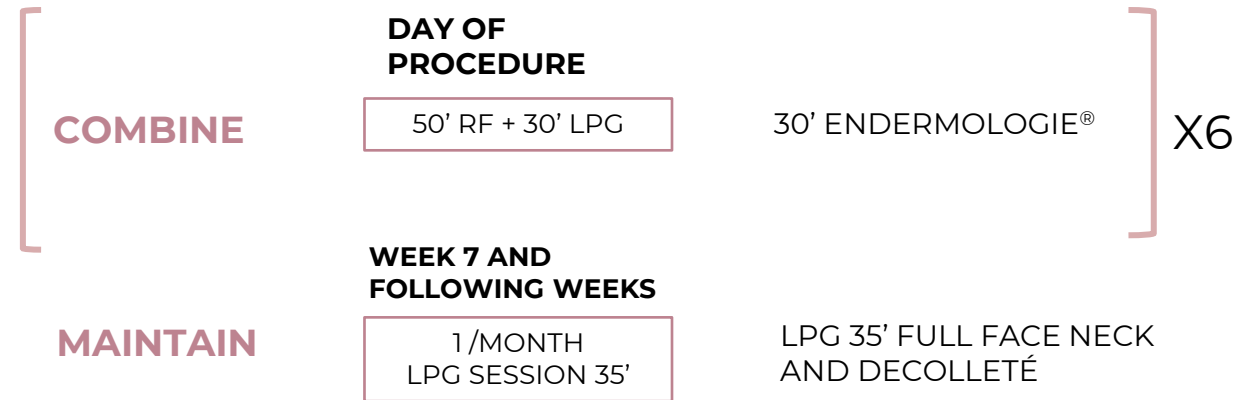 DAY OF
PROCEDURE
COMBINE
50’ RF + 30’ LPG
30’ ENDERMOLOGIE®
X6
WEEK 7 AND
FOLLOWING WEEKS
MAINTAIN
1 /MONTH
LPG SESSION 35’
LPG 35’ FULL FACE NECK
AND DECOLLETÉ